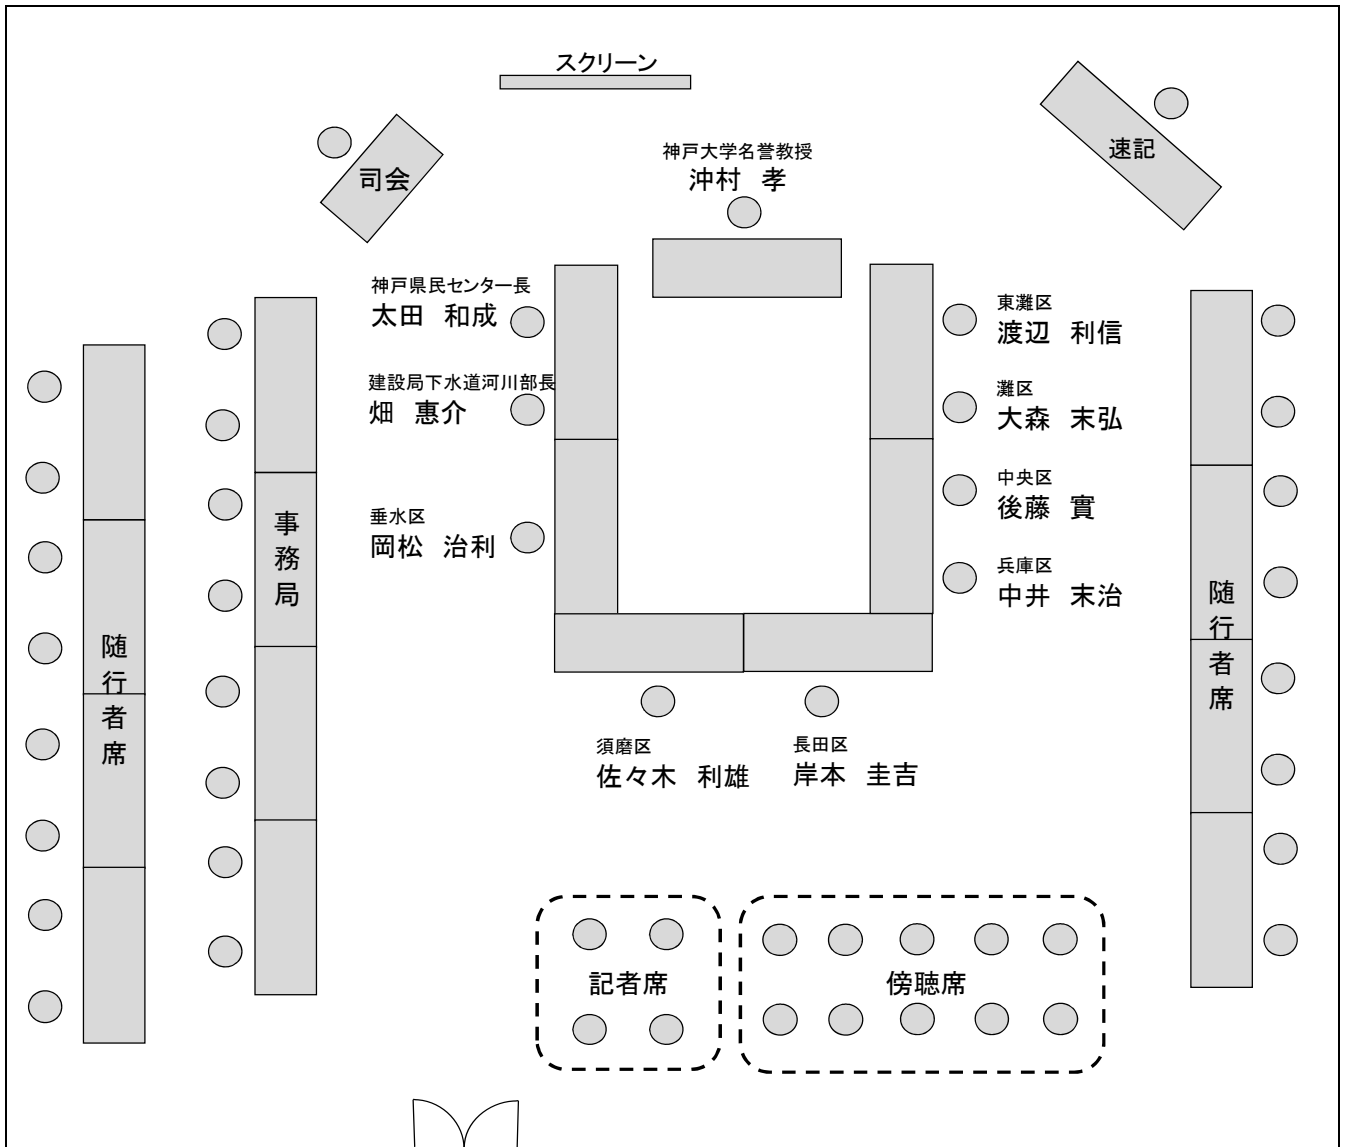 スクリーン
神戸大学名誉教授
沖村 孝
司会
速記
神戸県民センター長
太田 和成
建設局下水道河川部長
畑 惠介
垂水区
岡松 治利
東灘区
渡辺 利信
灘区
大森 末弘
中央区
後藤 實
兵庫区
中井 末治
須磨区
佐々木 利雄
長田区
岸本 圭吉
事務局
随行者席
随行者席
記者席
傍聴席